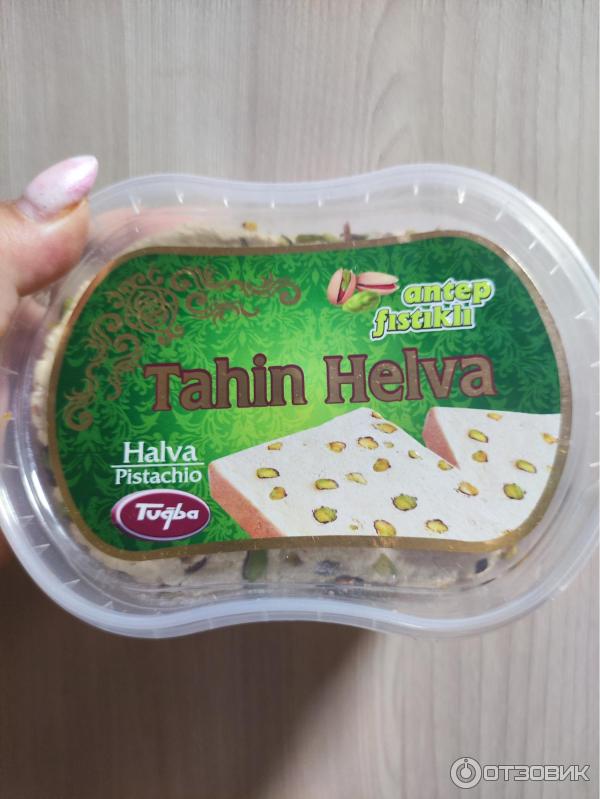 antep
fıstıklı
Tahin Helva
Halva
Pistachio
Tuğba
ОТЗОВИК